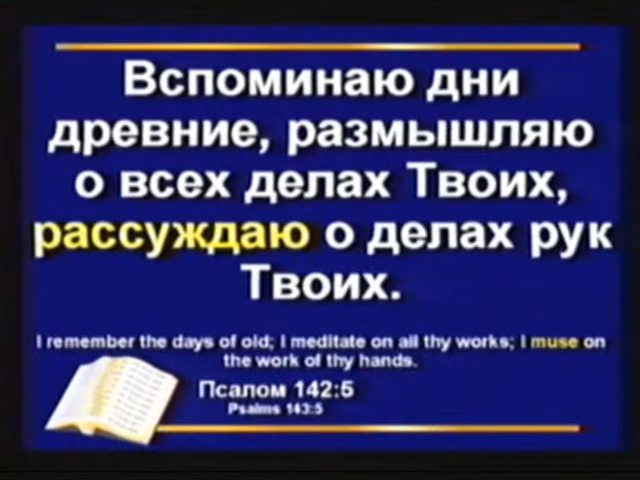 Вспоминаю дни
древние, размышляю
о всех делах Твоих,
рассуждаю о делах рук
Твоих.
I remember the days of old; I meditate on all thy works; I muse on
the work of thy hands.
Псалом 142:5
Psalms 143:5